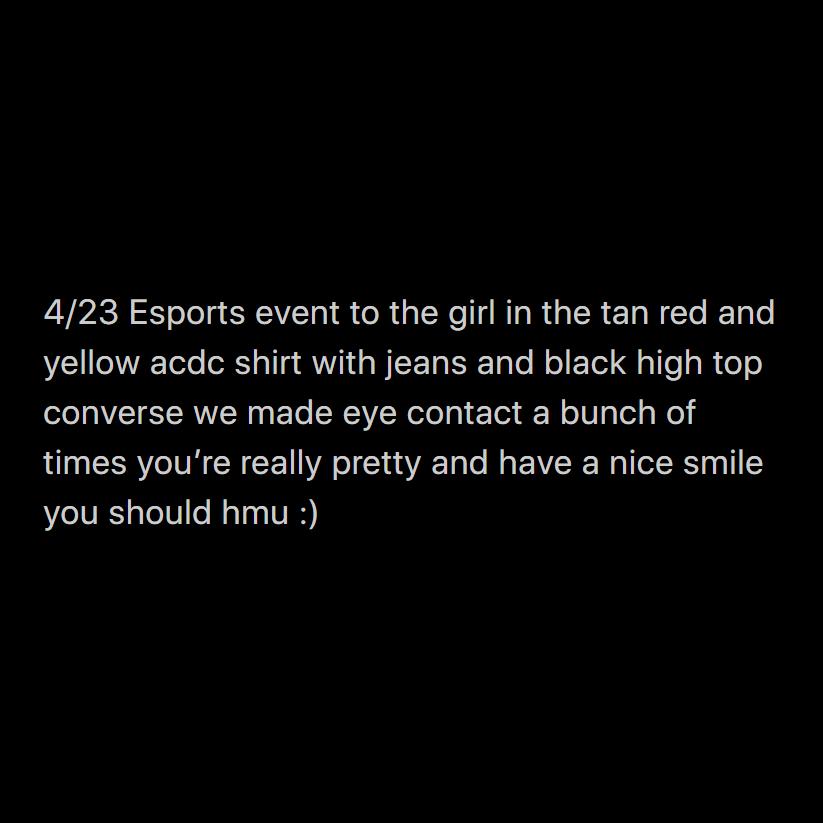 4/23 Esports event to the girl in the tan red and
yellow acdc shirt with jeans and black high top
converse we made eye contact a bunch of
times you’re really pretty and have a nice smile
you should hmu :)